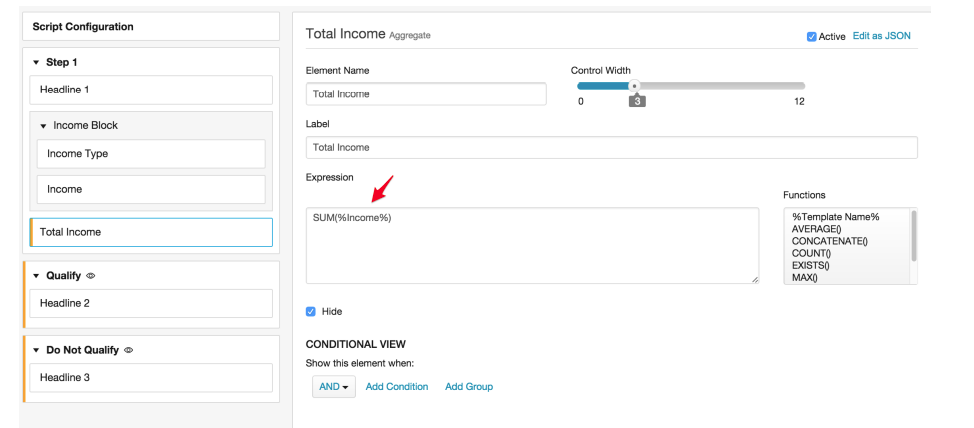 Script Configuration
Step 1
Headline 1
Income Block
Income Type
Income
Total Income
Qualify
Headline 2
Do Not Qualify
Headline 3
Total Income Aggregate
Active Edit as JSON
Element Name
Control Width
Total Income
0 3 12
Label
Total Income
Expression
Functions
SUM(%Income%)
%Template Name%
AVERAGE()
CONCATENATE()
COUNT()
EXISTS()
MAX()
Hide
CONDITIONAL VIEW
Show this element when:
AND Add Condition Add Group